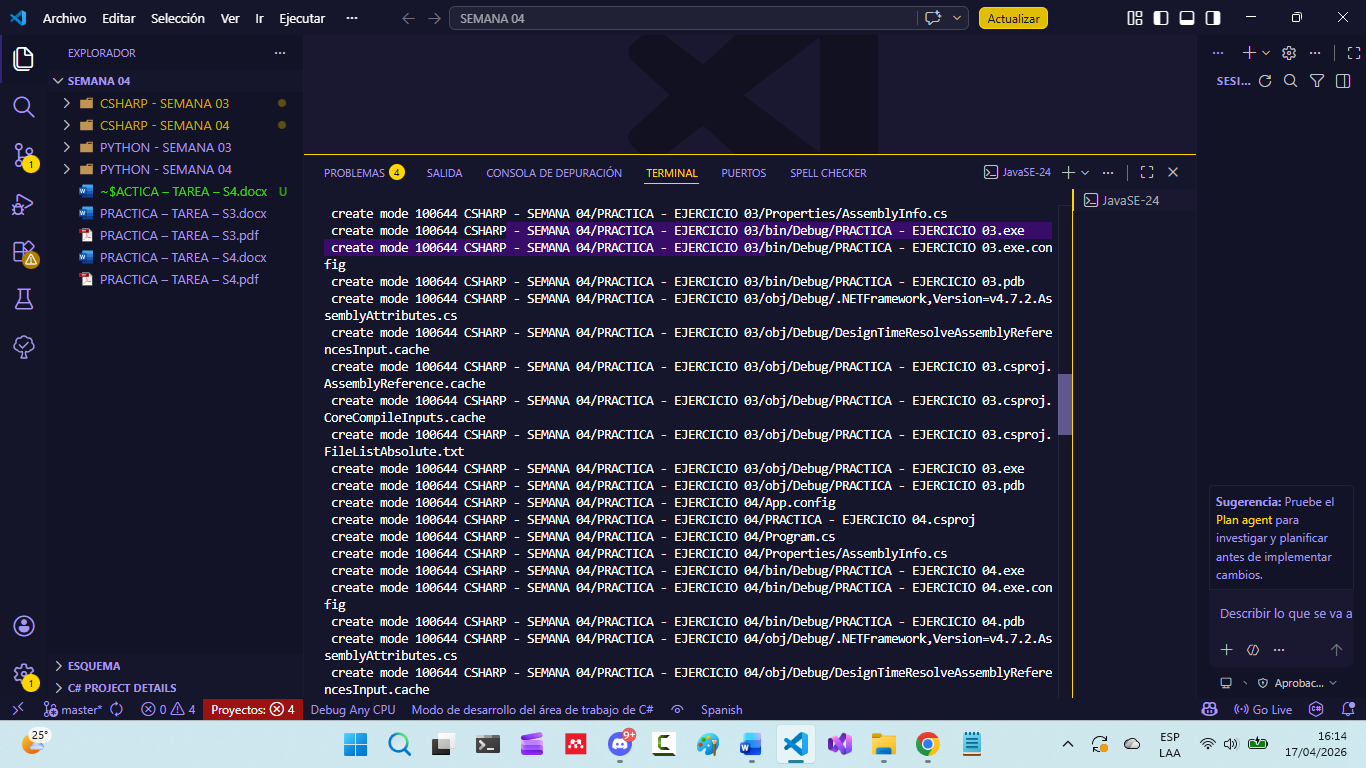 Archivo Editar Selección Ver Ir Ejecutar ···
SEMANA 04
Actualizar
EXPLORADOR
SEMANA 04
CSHARP - SEMANA 03
CSHARP - SEMANA 04
PYTHON - SEMANA 03
PYTHON - SEMANA 04
~$ACTICA – TAREA – S4.docx U
PRACTICA – TAREA – S3.docx
PRACTICA – TAREA – S3.pdf
PRACTICA – TAREA – S4.docx
PRACTICA – TAREA – S4.pdf
ESQUEMA
C# PROJECT DETAILS
1
1
PROBLEMAS 4 SALIDA CONSOLA DE DEPURACIÓN TERMINAL PUERTOS SPELL CHECKER
JavaSE-24
JavaSE-24
create mode 100644 CSHARP - SEMANA 04/PRACTICA - EJERCICIO 03/Properties/AssemblyInfo.cs
create mode 100644 CSHARP - SEMANA 04/PRACTICA - EJERCICIO 03/bin/Debug/PRACTICA - EJERCICIO 03.exe
create mode 100644 CSHARP - SEMANA 04/PRACTICA - EJERCICIO 03/bin/Debug/PRACTICA - EJERCICIO 03.exe.con
fig
create mode 100644 CSHARP - SEMANA 04/PRACTICA - EJERCICIO 03/bin/Debug/PRACTICA - EJERCICIO 03.pdb
create mode 100644 CSHARP - SEMANA 04/PRACTICA - EJERCICIO 03/obj/Debug/.NETFramework,Version=v4.7.2.As
semblyAttributes.cs
create mode 100644 CSHARP - SEMANA 04/PRACTICA - EJERCICIO 03/obj/Debug/DesignTimeResolveAssemblyRefere
ncesInput.cache
create mode 100644 CSHARP - SEMANA 04/PRACTICA - EJERCICIO 03/obj/Debug/PRACTICA - EJERCICIO 03.csproj.
AssemblyReference.cache
create mode 100644 CSHARP - SEMANA 04/PRACTICA - EJERCICIO 03/obj/Debug/PRACTICA - EJERCICIO 03.csproj.
CoreCompileInputs.cache
create mode 100644 CSHARP - SEMANA 04/PRACTICA - EJERCICIO 03/obj/Debug/PRACTICA - EJERCICIO 03.csproj.
FileListAbsolute.txt
create mode 100644 CSHARP - SEMANA 04/PRACTICA - EJERCICIO 03/obj/Debug/PRACTICA - EJERCICIO 03.exe
create mode 100644 CSHARP - SEMANA 04/PRACTICA - EJERCICIO 03/obj/Debug/PRACTICA - EJERCICIO 03.pdb
create mode 100644 CSHARP - SEMANA 04/PRACTICA - EJERCICIO 04/App.config
create mode 100644 CSHARP - SEMANA 04/PRACTICA - EJERCICIO 04/PRACTICA - EJERCICIO 04.csproj
create mode 100644 CSHARP - SEMANA 04/PRACTICA - EJERCICIO 04/Program.cs
create mode 100644 CSHARP - SEMANA 04/PRACTICA - EJERCICIO 04/Properties/AssemblyInfo.cs
create mode 100644 CSHARP - SEMANA 04/PRACTICA - EJERCICIO 04/bin/Debug/PRACTICA - EJERCICIO 04.exe
create mode 100644 CSHARP - SEMANA 04/PRACTICA - EJERCICIO 04/bin/Debug/PRACTICA - EJERCICIO 04.exe.con
fig
create mode 100644 CSHARP - SEMANA 04/PRACTICA - EJERCICIO 04/bin/Debug/PRACTICA - EJERCICIO 04.pdb
create mode 100644 CSHARP - SEMANA 04/PRACTICA - EJERCICIO 04/obj/Debug/.NETFramework,Version=v4.7.2.As
semblyAttributes.cs
create mode 100644 CSHARP - SEMANA 04/PRACTICA - EJERCICIO 04/obj/Debug/DesignTimeResolveAssemblyRefere
ncesInput.cache
SESI...
Sugerencia: Pruebe el
Plan agent para
investigar y planificar
antes de implementar
cambios.
Describir lo que se va a
Aprobac...
master* 0 4 Proyectos: 4 Debug Any CPU Modo de desarrollo del área de trabajo de C# Spanish Go Live
25°
9+
ESP
LAA
16:14
17/04/2026